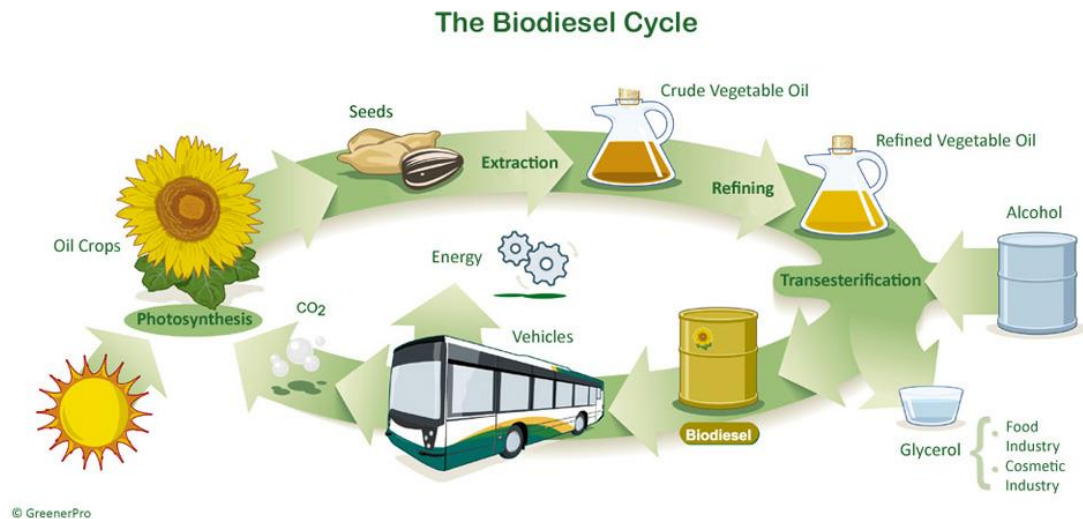 The Biodiesel Cycle
Seeds
Crude Vegetable Oil
Extraction
Refined Vegetable Oil
Refining
Alcohol
Oil Crops
Energy
Transesterification
Photosynthesis
CO2
Vehicles
Biodiesel
Glycerol
• Food
Industry
• Cosmetic
Industry
© GreenerPro